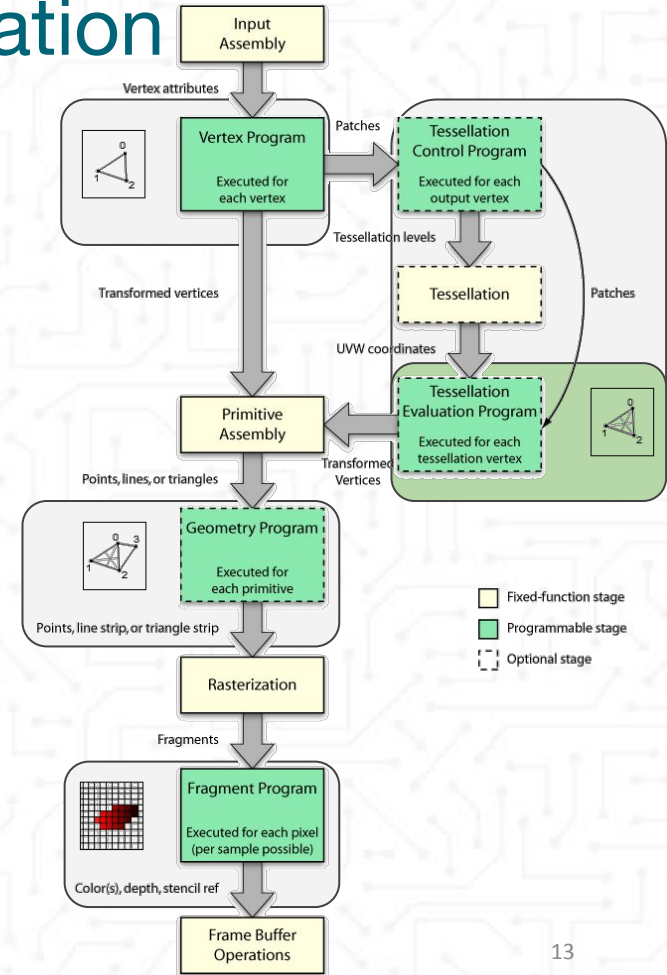 ation
Input
Assembly
Vertex attributes
Vertex Program
Executed for
each vertex
0
1
2
Patches
Tessellation
Control Program
Executed for each
output vertex
Tessellation levels
Tessellation
Patches
Transformed vertices
UVW coordinates
Tessellation
Evaluation Program
Executed for each
tessellation vertex
0
1
2
Primitive
Assembly
Transformed
Vertices
Points, lines, or triangles
Geometry Program
Executed for
each primitive
0 3
1
2
Points, line strip, or triangle strip
Fixed-function stage
Programmable stage
Optional stage
Rasterization
Fragments
Fragment Program
Executed for each pixel
(per sample possible)
Color(s), depth, stencil ref
Frame Buffer
Operations
13